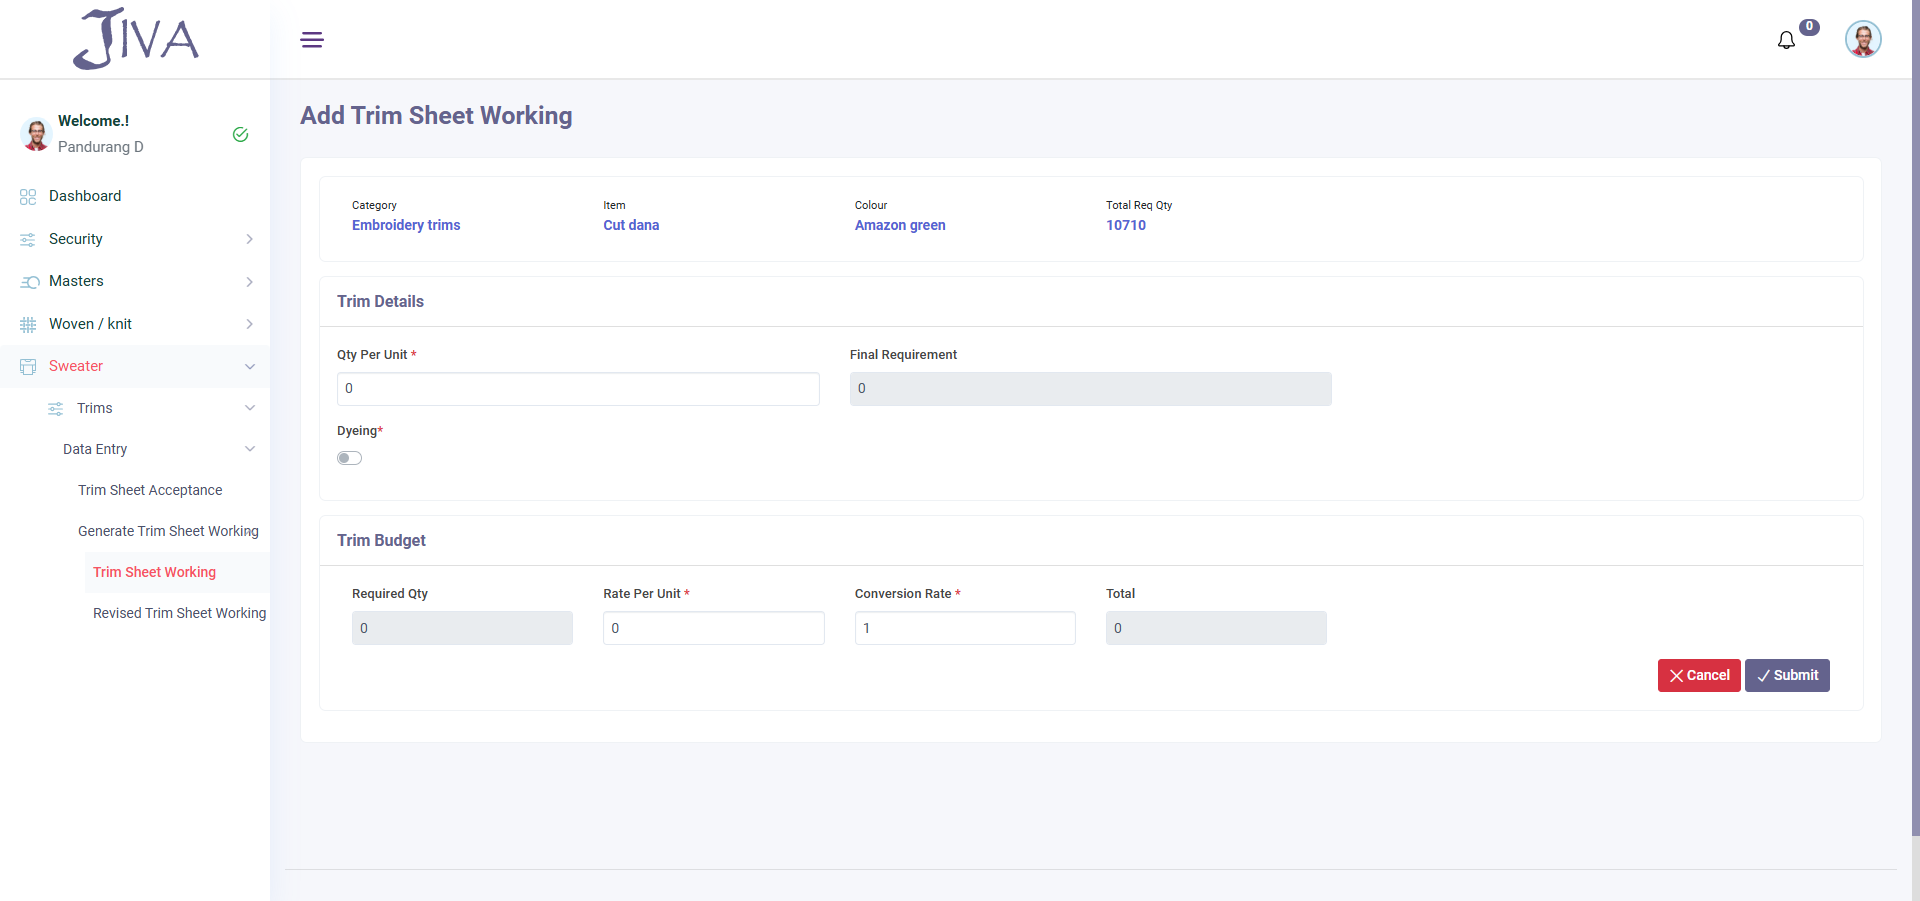 JIVA
0
Welcome.!
Pandurang D
Dashboard
Security
Masters
Woven / knit
Sweater
Trims
Data Entry
Trim Sheet Acceptance
Generate Trim Sheet Working
Trim Sheet Working
Revised Trim Sheet Working
Add Trim Sheet Working
Category Item Colour Total Req Qty
Embroidery trims Cut dana Amazon green 10710
Trim Details
Qty Per Unit * Final Requirement
0 0
Dyeing*
Trim Budget
Required Qty Rate Per Unit * Conversion Rate * Total
0 0 1 0
Cancel Submit